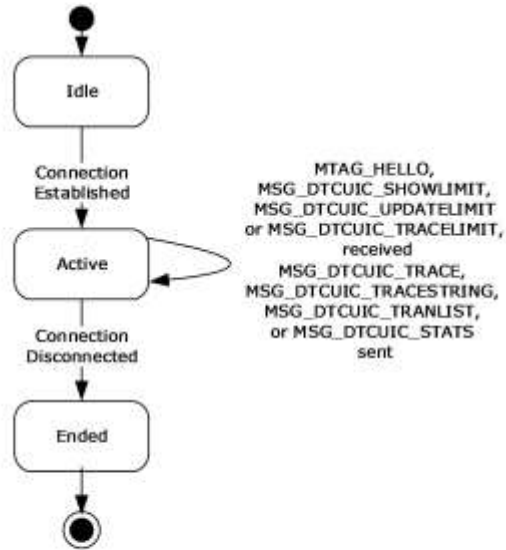 Idle
Connection
Established
MTAG_HELLO,
MSG_DTCUIC_SHOWLIMIT,
MSG_DTCUIC_UPDATELIMIT
or MSG_DTCUIC_TRACELIMIT,
received
MSG_DTCUIC_TRACE,
MSG_DTCUIC_TRACESTRING,
MSG_DTCUIC_TRANLIST,
or MSG_DTCUIC_STATS
sent
Active
Connection
Disconnected
Ended